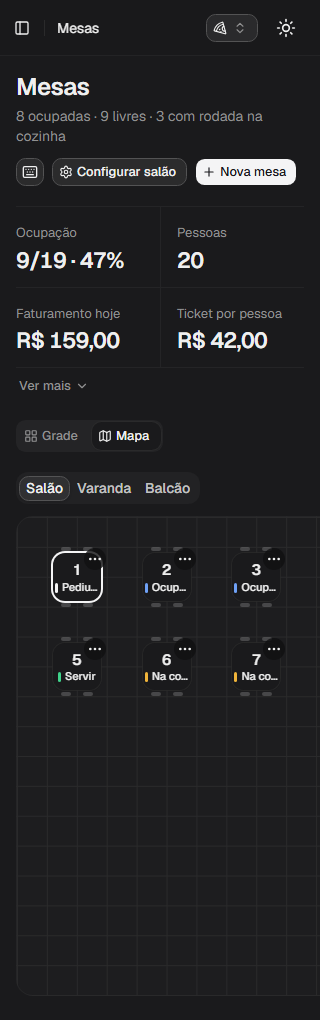 Mesas
Mesas
8 ocupadas · 9 livres · 3 com rodada na
cozinha
Configurar salão
Nova mesa
Ocupação
9/19 · 47%
Pessoas
20
Faturamento hoje
R$ 159,00
Ticket por pessoa
R$ 42,00
Ver mais
Grade
Mapa
Salão
Varanda
Balcão
1
Pediu...
2
Ocup...
3
Ocup...
5
Servir
6
Na co...
7
Na co...